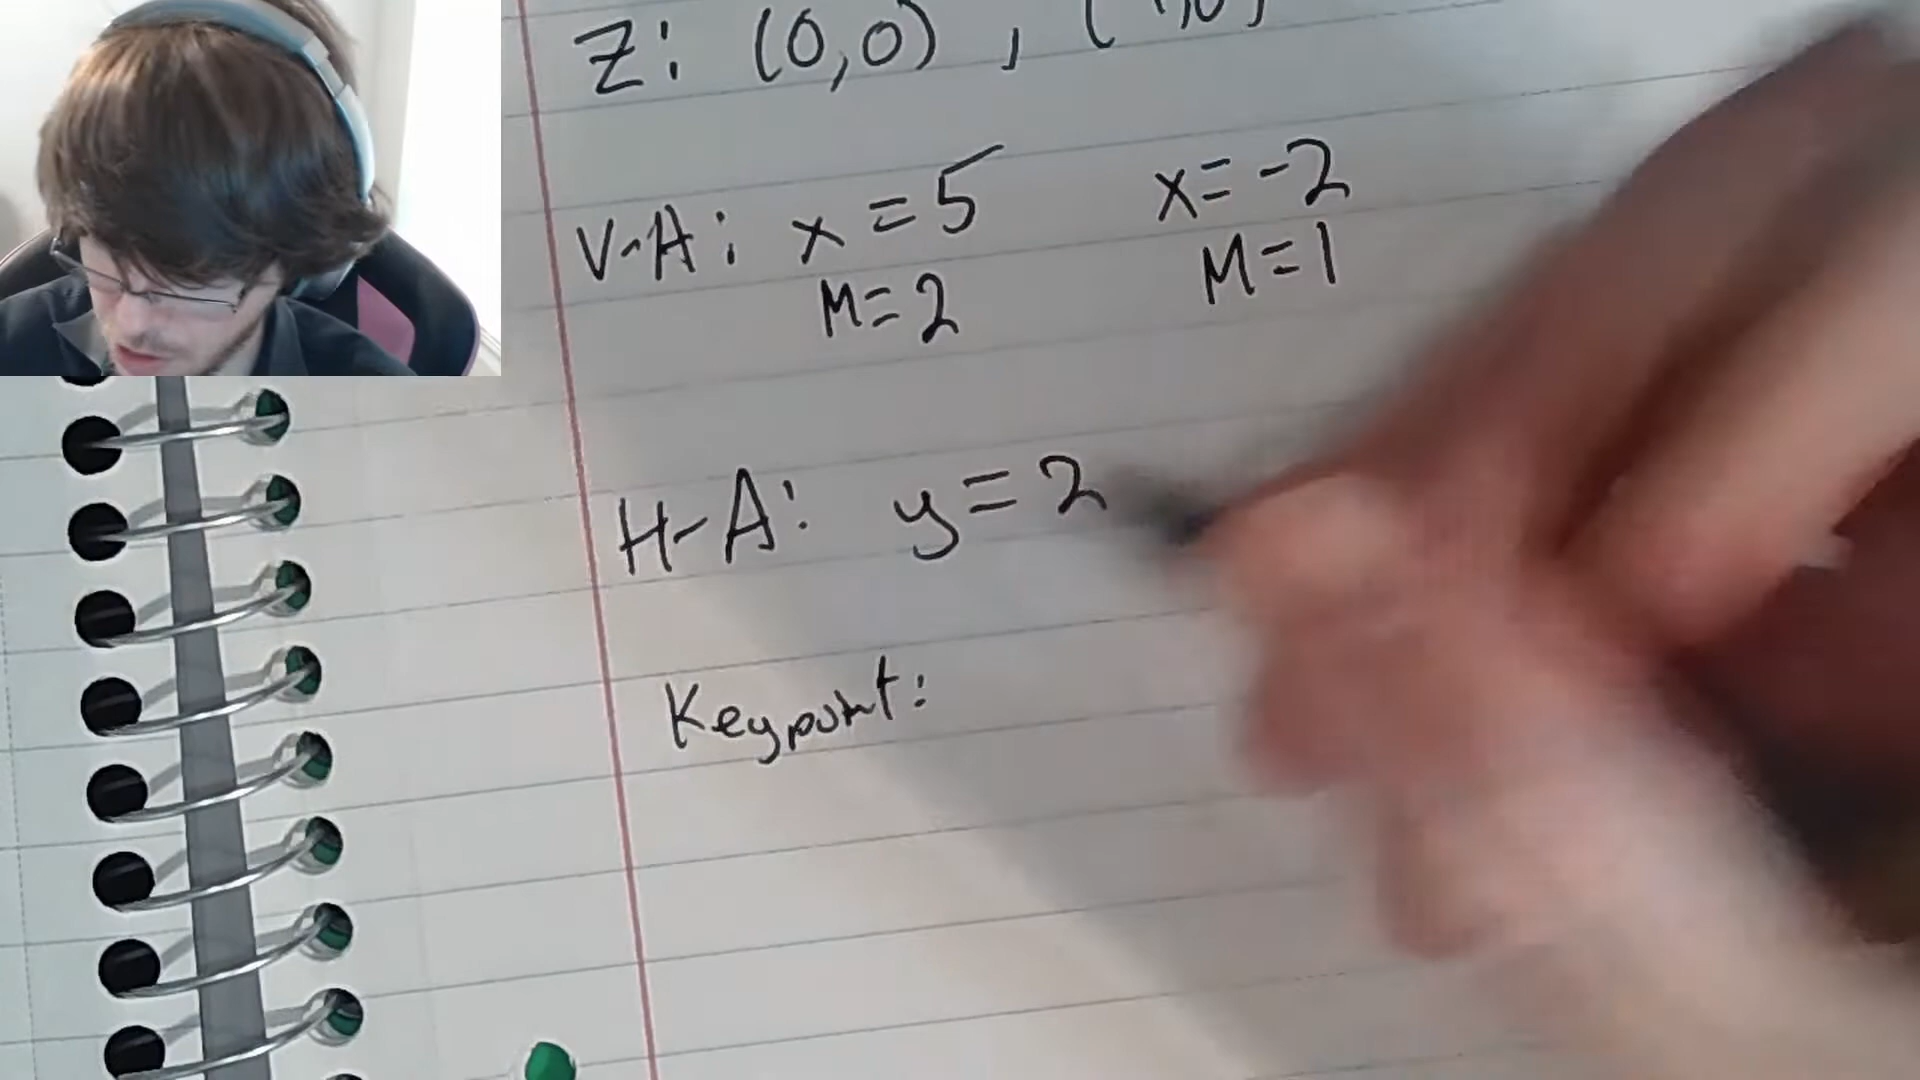 Z: (0,0) , (
V-A: x=5 x=-2
M=2 M=1
H-A: y=2
Keypoint: